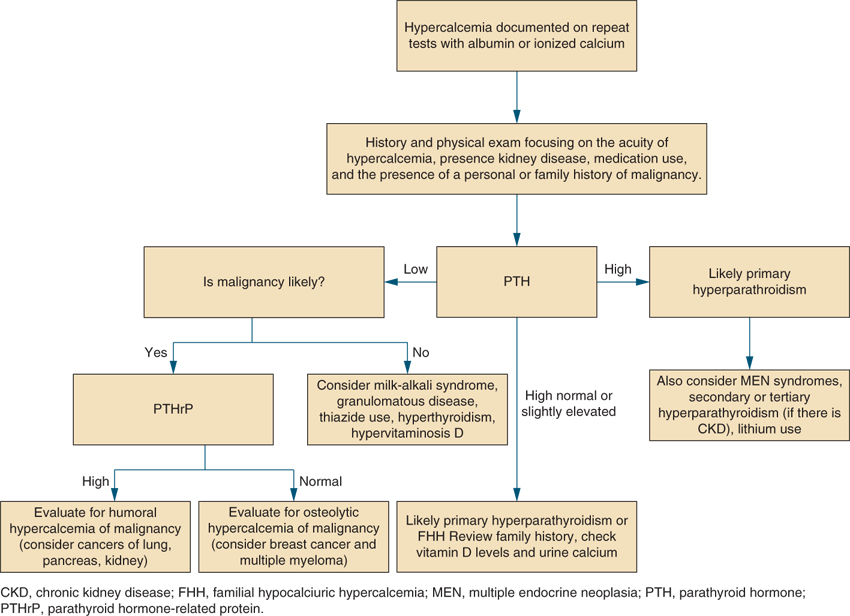 Hypercalcemia documented on repeat
tests with albumin or ionized calcium
History and physical exam focusing on the acuity of
hypercalcemia, presence kidney disease, medication use,
and the presence of a personal or family history of malignancy.
Is malignancy likely?
Low
PTH
High
Likely primary
hyperparathroidism
Yes
No
PTHrP
Consider milk-alkali syndrome,
granulomatous disease,
thiazide use, hyperthyroidism,
hypervitaminosis D
High normal or
slightly elevated
Also consider MEN syndromes,
secondary or tertiary
hyperparathyroidism (if there is
CKD), lithium use
High
Normal
Evaluate for humoral
hypercalcemia of malignancy
(consider cancers of lung,
pancreas, kidney)
Evaluate for osteolytic
hypercalcemia of malignancy
(consider breast cancer and
multiple myeloma)
Likely primary hyperparathyroidism or
FHH Review family history, check
vitamin D levels and urine calcium
CKD, chronic kidney disease; FHH, familial hypocalciuric hypercalcemia; MEN, multiple endocrine neoplasia; PTH, parathyroid hormone;
PTHrP, parathyroid hormone-related protein.